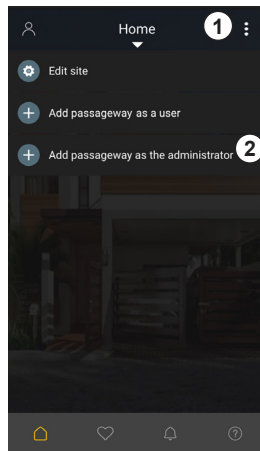 Home 1
Edit site
Add passageway as a user
Add passageway as the administrator 2